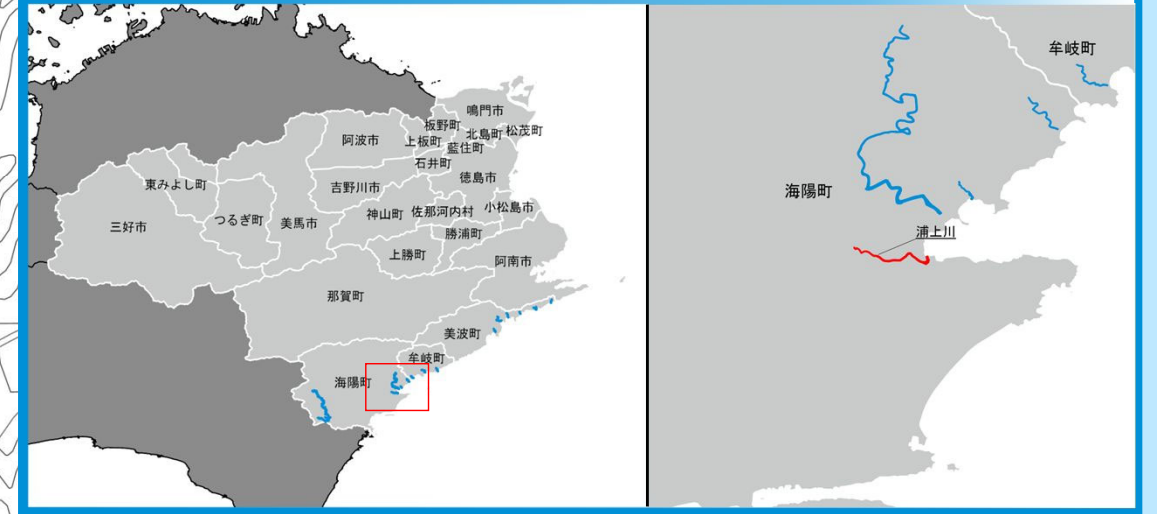 鳴門市
板野町
松茂町
北島町
阿波市
上板町
藍住町
石井町
徳島市
東みよし町
吉野川市
小松島市
佐那河内村
神山町
つるぎ町
美馬市
三好市
勝浦町
上勝町
阿南市
那賀町
美波町
牟岐町
海陽町
牟岐町
海陽町
浦上川